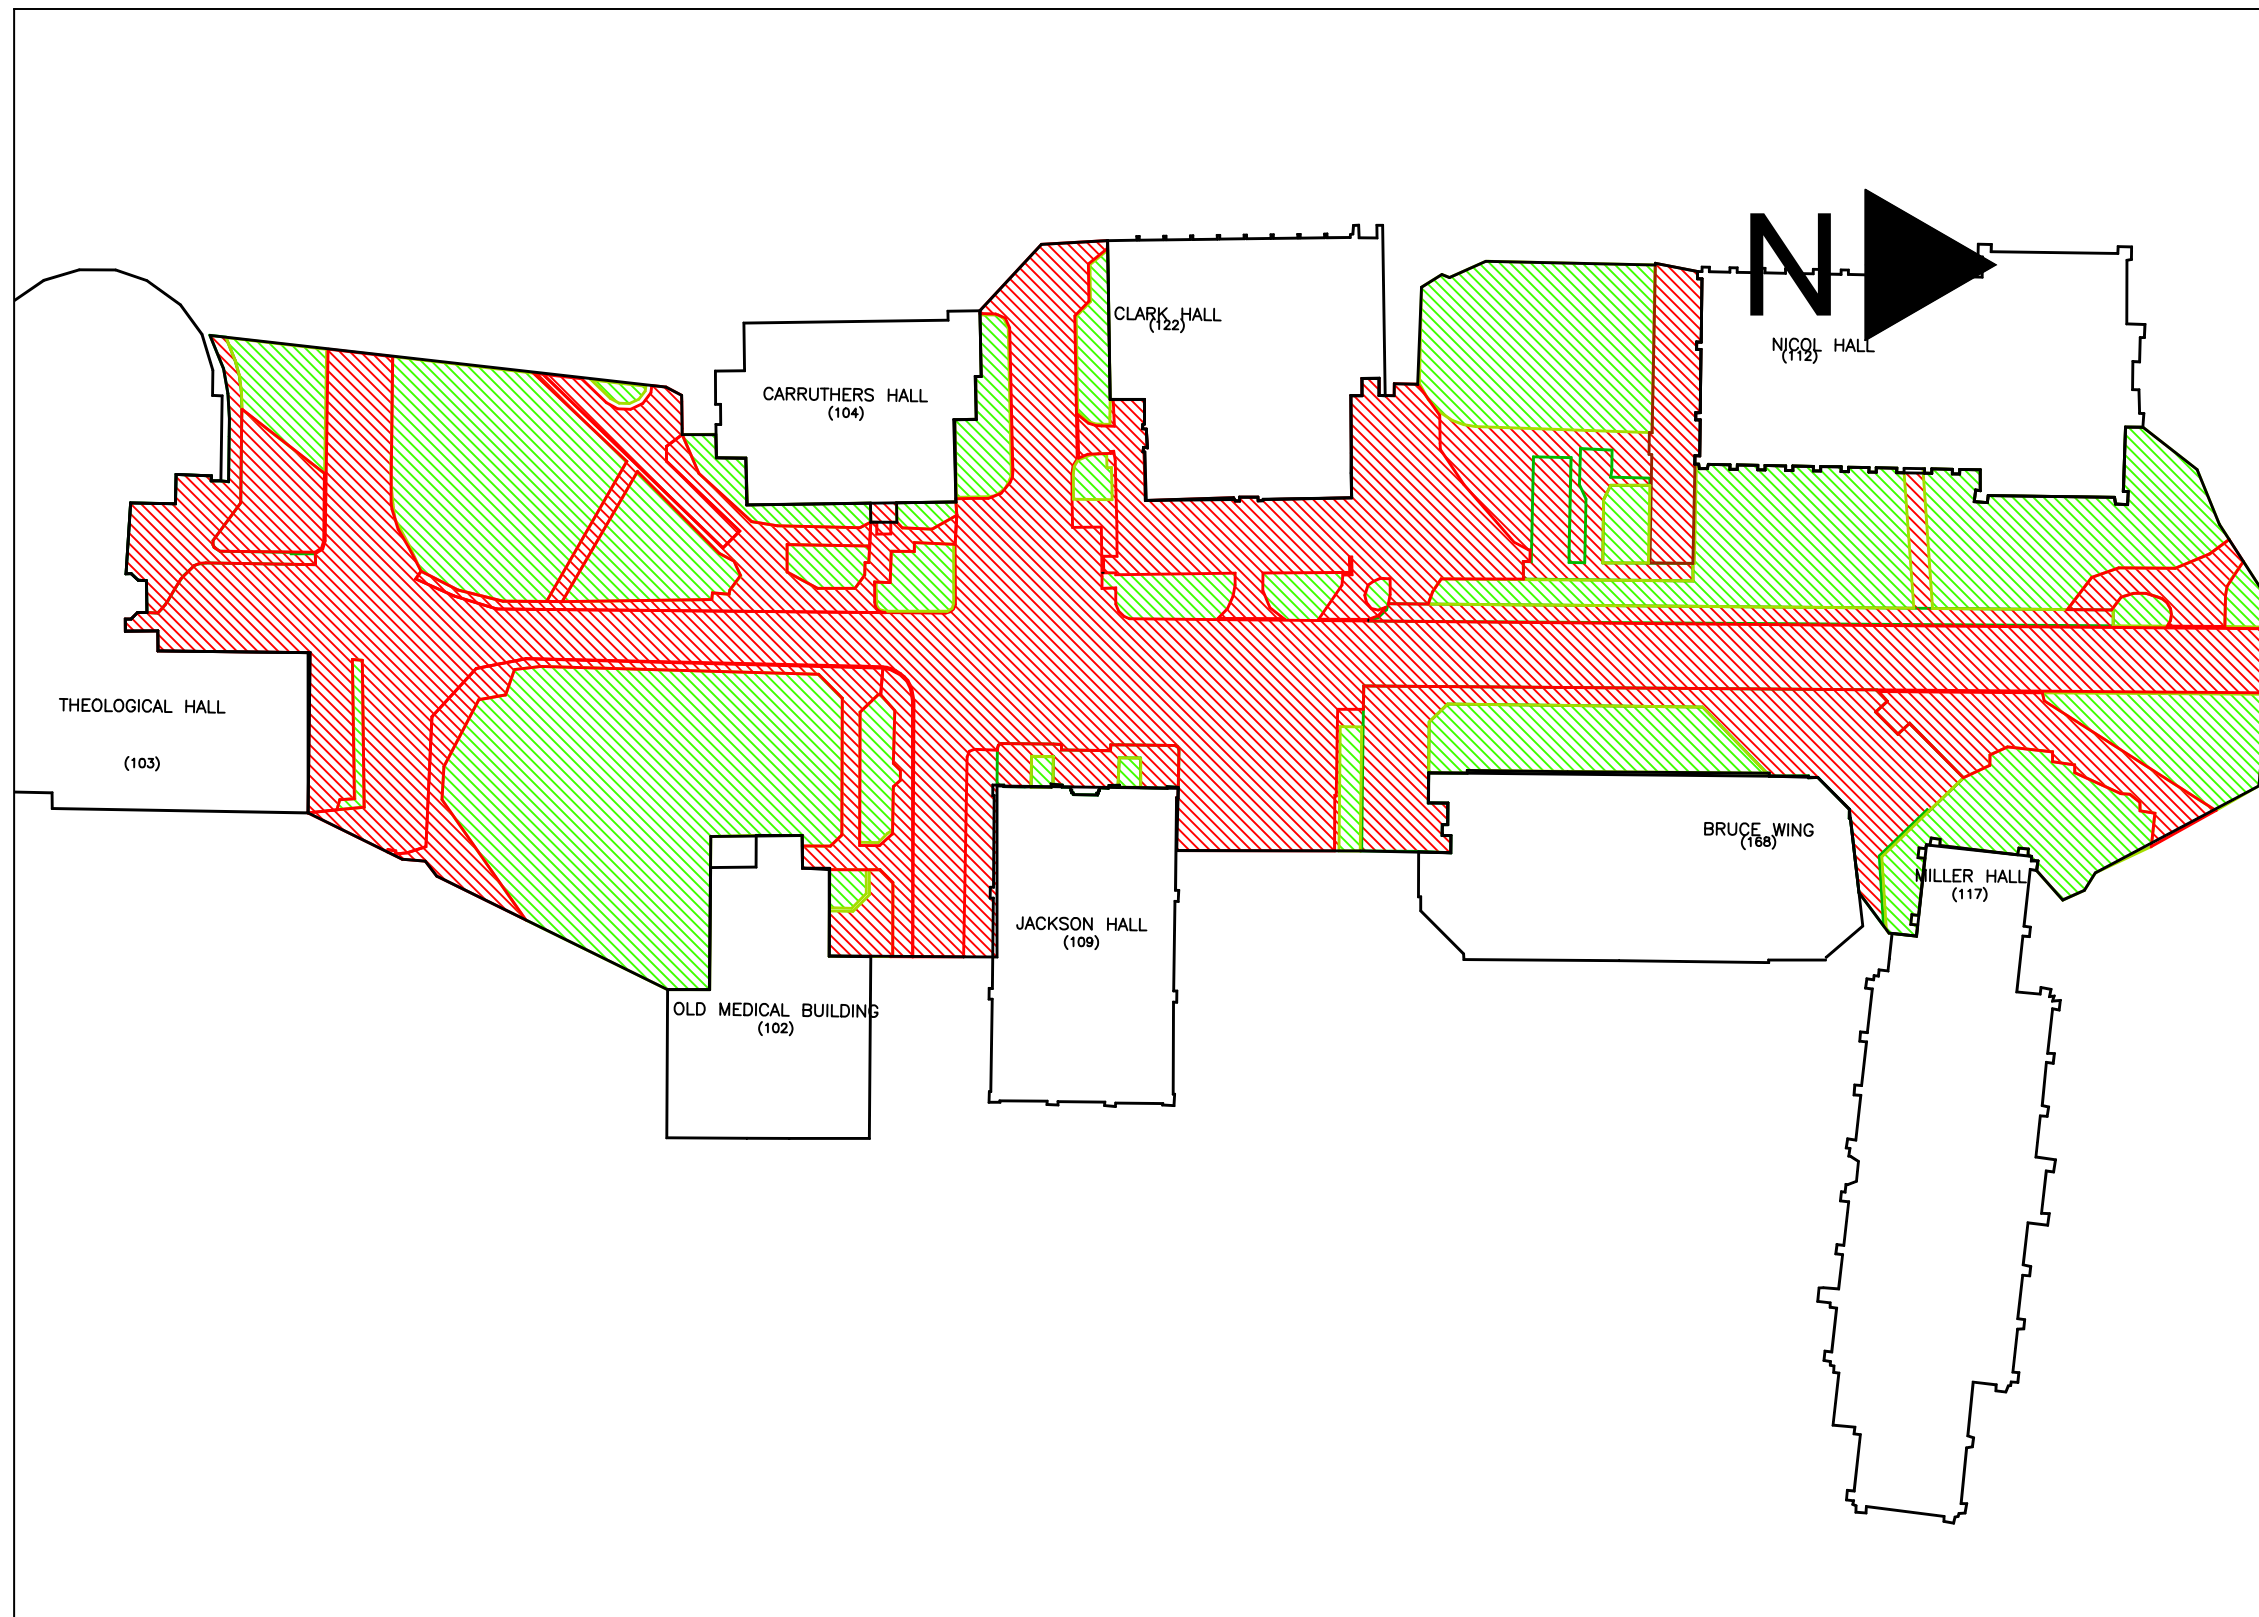 N
CLARK HALL
(122)
NICOL HALL
(112)
CARRUTHERS HALL
(104)
THEOLOGICAL HALL
(103)
BRUCE WING
(168)
MILLER HALL
(117)
JACKSON HALL
(109)
OLD MEDICAL BUILDING
(102)